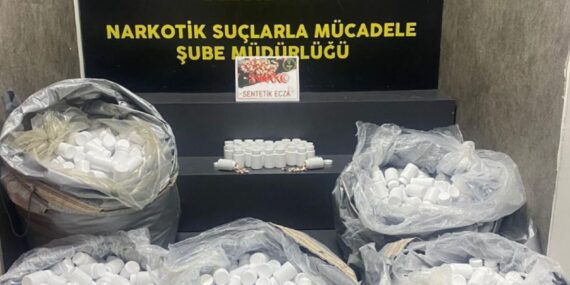 NARKOTİK SUÇLARLA MÜCADELE
ŞUBE MÜDÜRLÜĞÜ
SENTETİK ECZA